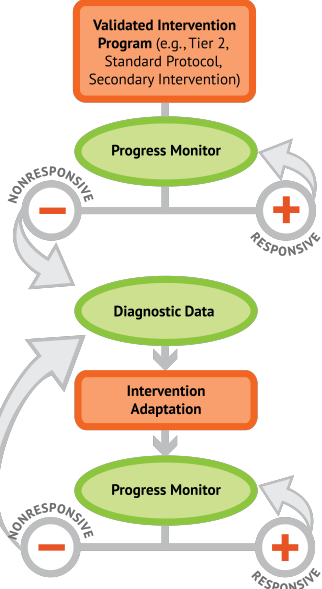 Validated Intervention
Program (e.g., Tier 2,
Standard Protocol,
Secondary Intervention)
Progress Monitor
NONRESPONSIVE
−
+
RESPONSIVE
Diagnostic Data
Intervention
Adaptation
Progress Monitor
NONRESPONSIVE
−
+
RESPONSIVE